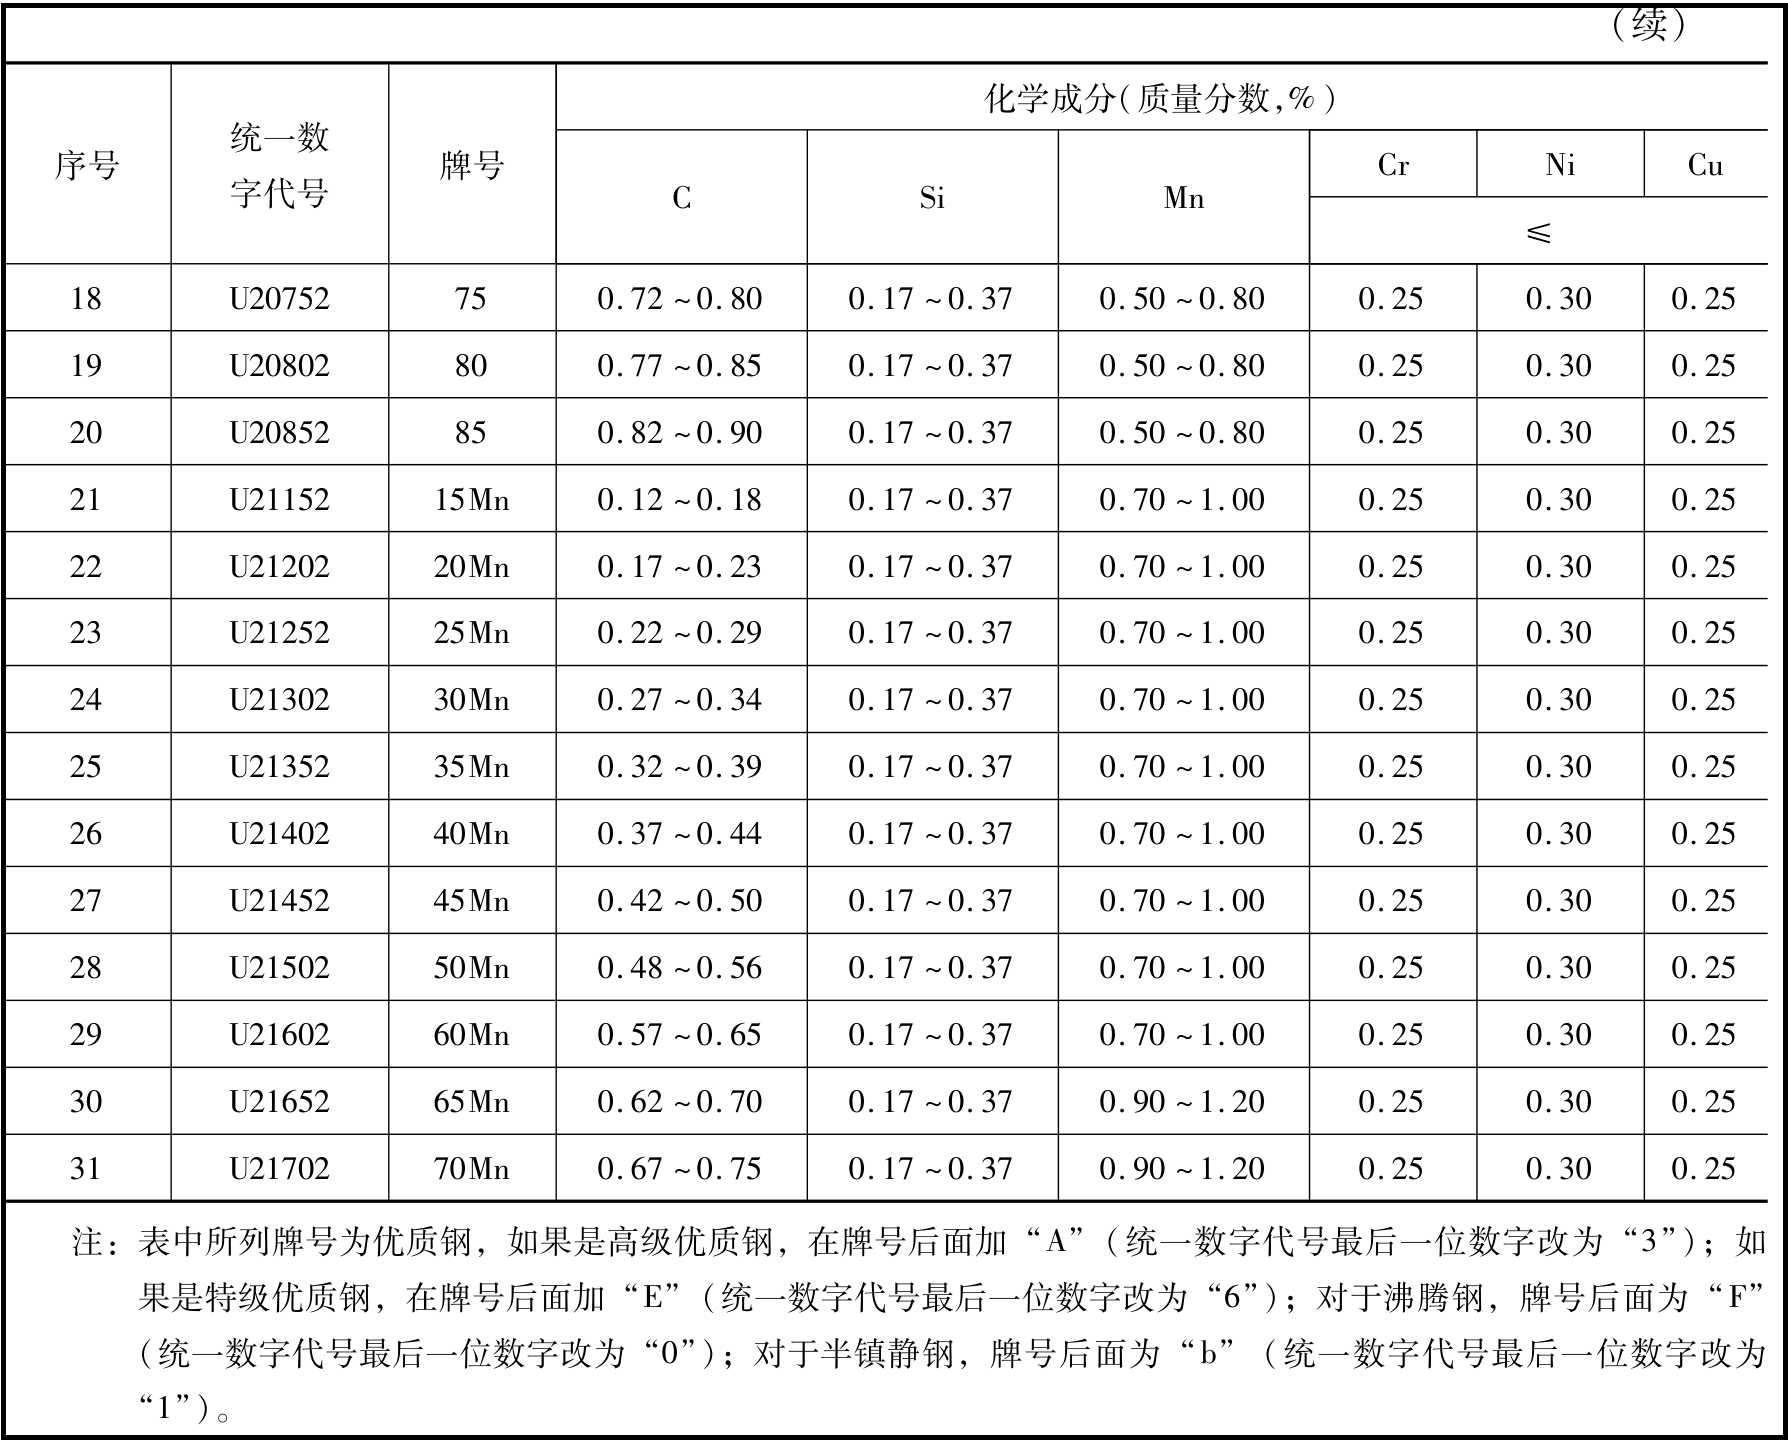 （续）
序号 统一数字代号 牌号 化学成分(质量分数,%)
C Si Mn Cr Ni Cu
≤
18 U20752 75 0.72~0.80 0.17~0.37 0.50~0.80 0.25 0.30 0.25
19 U20802 80 0.77~0.85 0.17~0.37 0.50~0.80 0.25 0.30 0.25
20 U20852 85 0.82~0.90 0.17~0.37 0.50~0.80 0.25 0.30 0.25
21 U21152 15Mn 0.12~0.18 0.17~0.37 0.70~1.00 0.25 0.30 0.25
22 U21202 20Mn 0.17~0.23 0.17~0.37 0.70~1.00 0.25 0.30 0.25
23 U21252 25Mn 0.22~0.29 0.17~0.37 0.70~1.00 0.25 0.30 0.25
24 U21302 30Mn 0.27~0.34 0.17~0.37 0.70~1.00 0.25 0.30 0.25
25 U21352 35Mn 0.32~0.39 0.17~0.37 0.70~1.00 0.25 0.30 0.25
26 U21402 40Mn 0.37~0.44 0.17~0.37 0.70~1.00 0.25 0.30 0.25
27 U21452 45Mn 0.42~0.50 0.17~0.37 0.70~1.00 0.25 0.30 0.25
28 U21502 50Mn 0.48~0.56 0.17~0.37 0.70~1.00 0.25 0.30 0.25
29 U21602 60Mn 0.57~0.65 0.17~0.37 0.70~1.00 0.25 0.30 0.25
30 U21652 65Mn 0.62~0.70 0.17~0.37 0.90~1.20 0.25 0.30 0.25
31 U21702 70Mn 0.67~0.75 0.17~0.37 0.90~1.20 0.25 0.30 0.25
注：表中所列牌号为优质钢，如果是高级优质钢，在牌号后面加“A”（统一数字代号最后一位数字改为“3”）；如
果是特级优质钢，在牌号后面加“E”（统一数字代号最后一位数字改为“6”）；对于沸腾钢，牌号后面为“F”
（统一数字代号最后一位数字改为“0”）；对于半镇静钢，牌号后面为“b”（统一数字代号最后一位数字改为
“1”）。